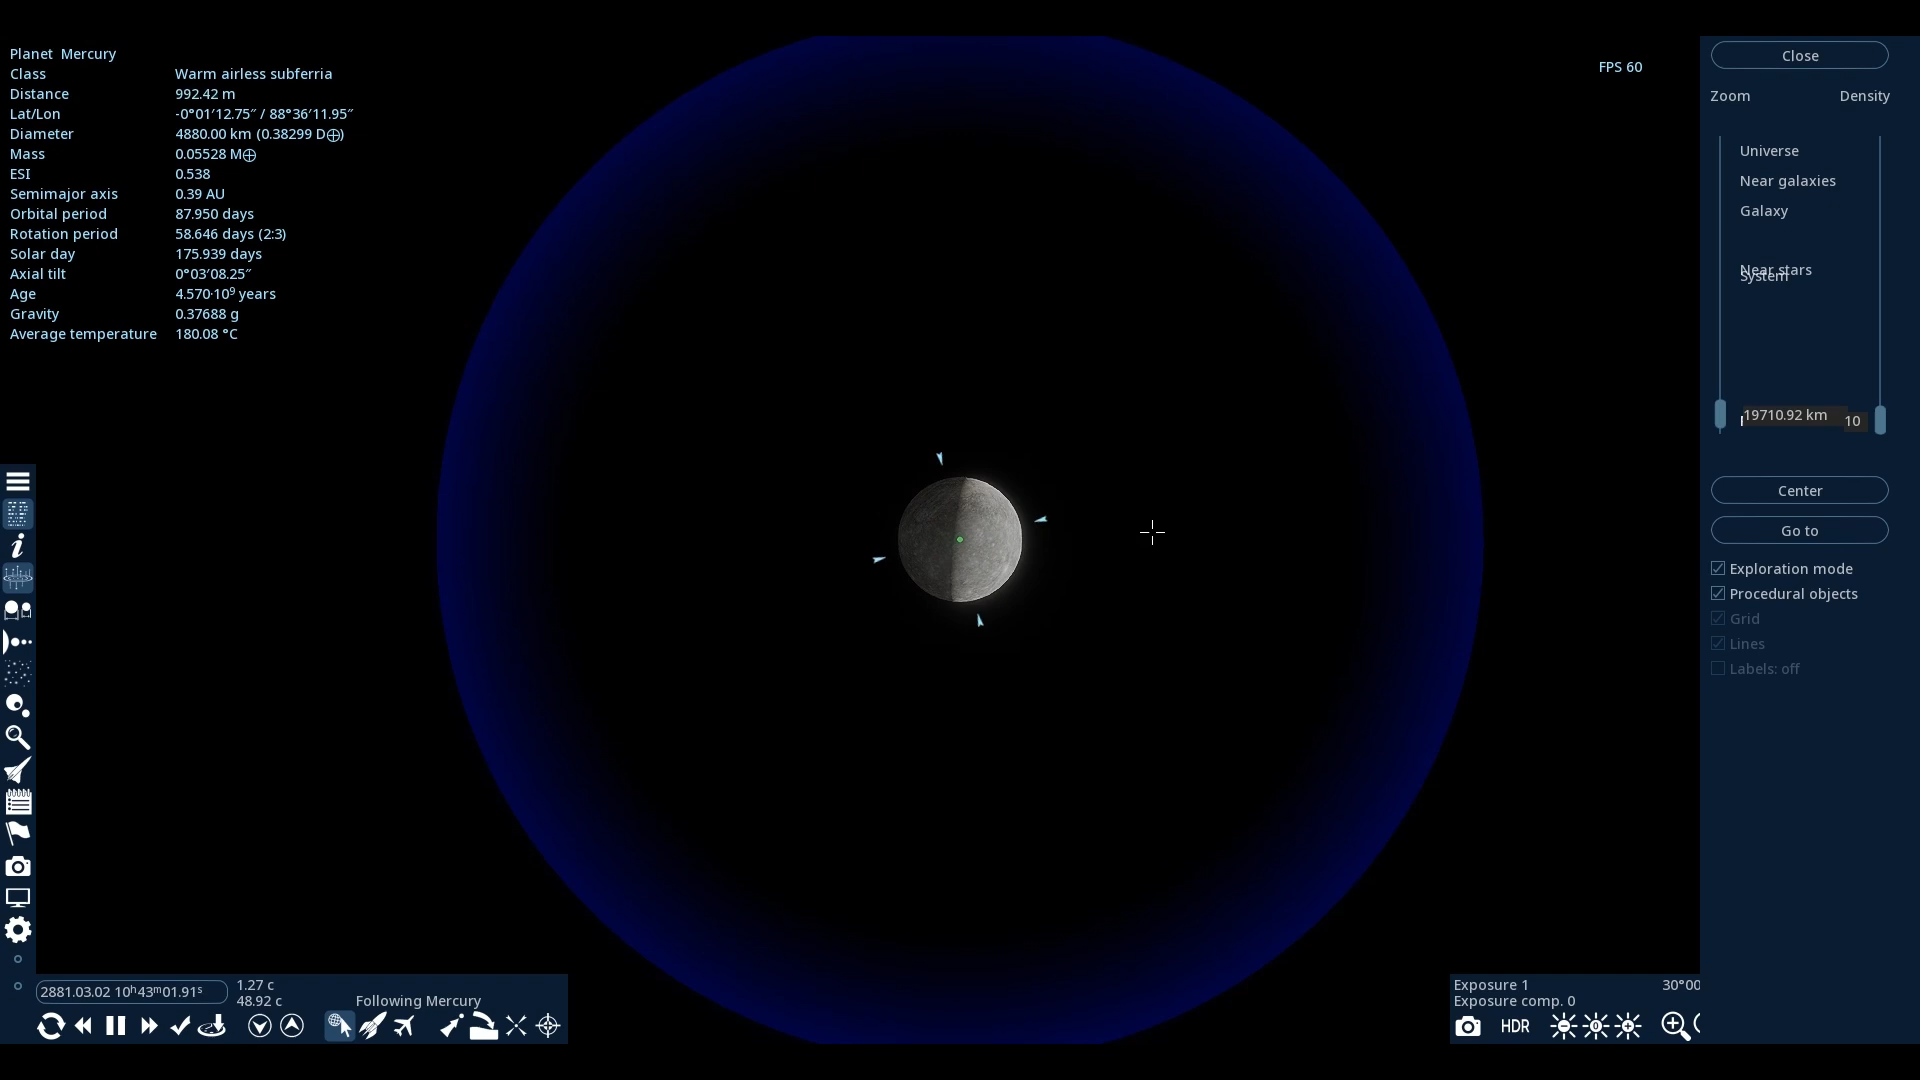 Planet Mercury
Class Warm airless subferria
Distance 992.42 m
Lat/Lon -0°01′12.75″ / 88°36′11.95″
Diameter 4880.00 km (0.38299 D⊕)
Mass 0.05528 M⊕
ESI 0.538
Semimajor axis 0.39 AU
Orbital period 87.950 days
Rotation period 58.646 days (2:3)
Solar day 175.939 days
Axial tilt 0°03′08.25″
Age 4.570·10⁹ years
Gravity 0.37688 g
Average temperature 180.08 °C
FPS 60
Close
Zoom Density
Universe
Near galaxies
Galaxy
Near stars
System
19710.92 km 10
Center
Go to
Exploration mode
Procedural objects
Grid
Lines
Labels: off
2881.03.02 10ʰ43ᵐ01.91ˢ
1.27 c
48.92 c
Following Mercury
Exposure 1 30°00
Exposure comp. 0
HDR